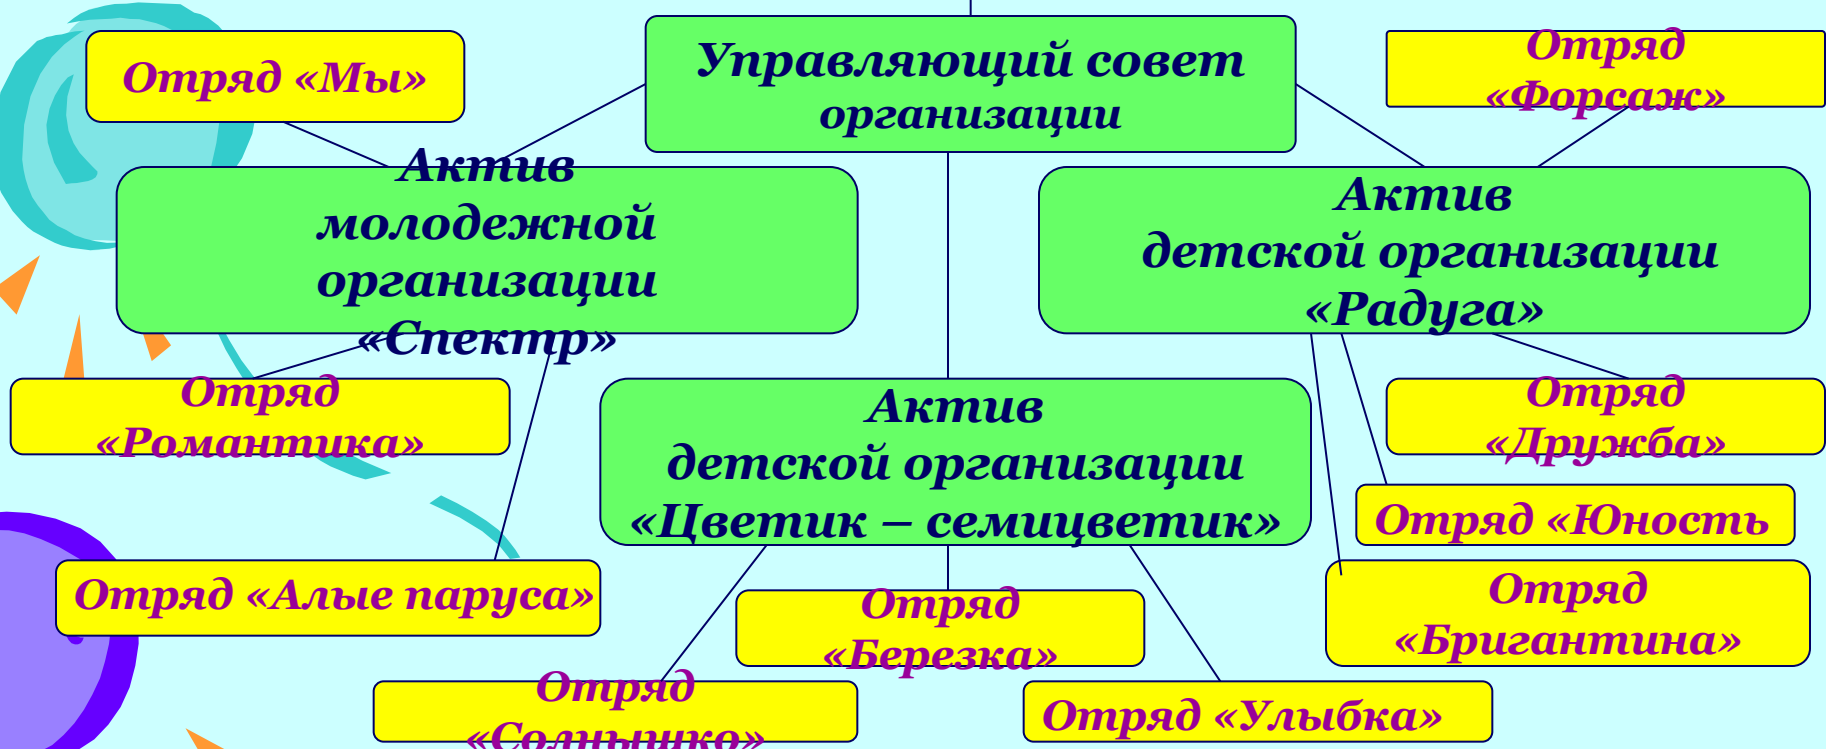 Отряд «Мы»
Управляющий совет
организации
Отряд
«Форсаж»
Актив
молодежной
организации
«Спектр»
Актив
детской организации
«Радуга»
Отряд
«Романтика»
Актив
детской организации
«Цветик – семицветик»
Отряд
«Дружба»
Отряд «Юность
Отряд «Алые паруса»
Отряд
«Березка»
Отряд
«Бригантина»
Отряд
«Солнышко»
Отряд «Улыбка»